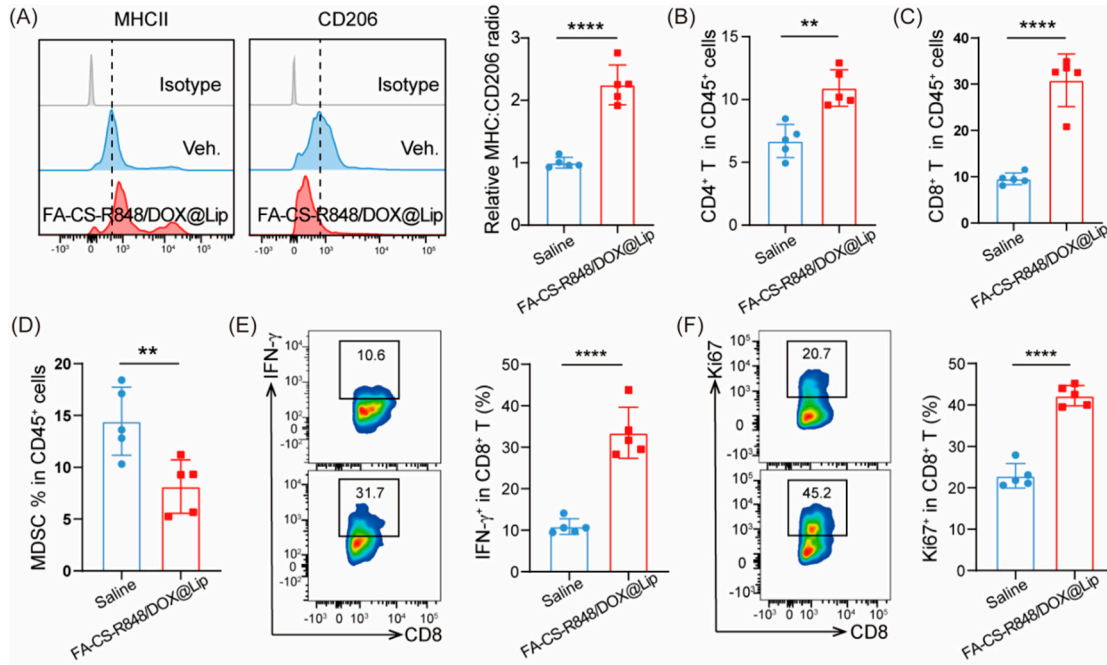 (A)
MHCII
CD206
Isotype
Veh.
FA-CS-R848/DOX@Lip
-10³ 0 10³ 10⁴ 10⁵
Isotype
Veh.
FA-CS-R848/DOX@Lip
-10³ 0 10³ 10⁴ 10⁵
Relative MHC:CD206 radio
3
2
1
0
****
Saline
FA-CS-R848/DOX@Lip
(B)
CD4⁺ T in CD45⁺ cells
15
10
5
0
**
Saline
FA-CS-R848/DOX@Lip
(C)
CD8⁺ T in CD45⁺ cells
40
30
20
10
0
****
Saline
FA-CS-R848/DOX@Lip
(D)
MDSC % in CD45⁺ cells
20
15
10
5
0
**
Saline
FA-CS-R848/DOX@Lip
(E)
IFN-γ
10⁴
10³
10²
0
-10²
10.6
10⁴
10³
10²
0
-10²
31.7
-10³ 0 10³ 10⁴ 10⁵
CD8
IFN-γ⁺ in CD8⁺ T (%)
50
40
30
20
10
0
****
Saline
FA-CS-R848/DOX@Lip
(F)
Ki67
10⁵
10⁴
10³
0
-10³
20.7
10⁵
10⁴
10³
0
-10³
45.2
-10³ 0 10³ 10⁴ 10⁵
CD8
Ki67⁺ in CD8⁺ T (%)
50
40
30
20
10
0
****
Saline
FA-CS-R848/DOX@Lip